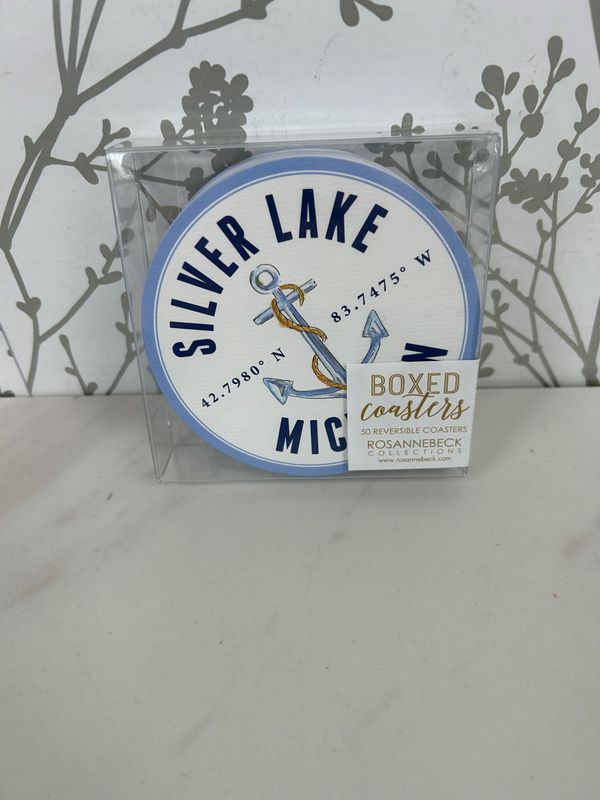 SILVER LAKE
83.7475° W
42.7980° N
MIC
N
BOXED
coasters
50 REVERSIBLE COASTERS
ROSANNEBECK
COLLECTIONS
www.rosannebeck.com